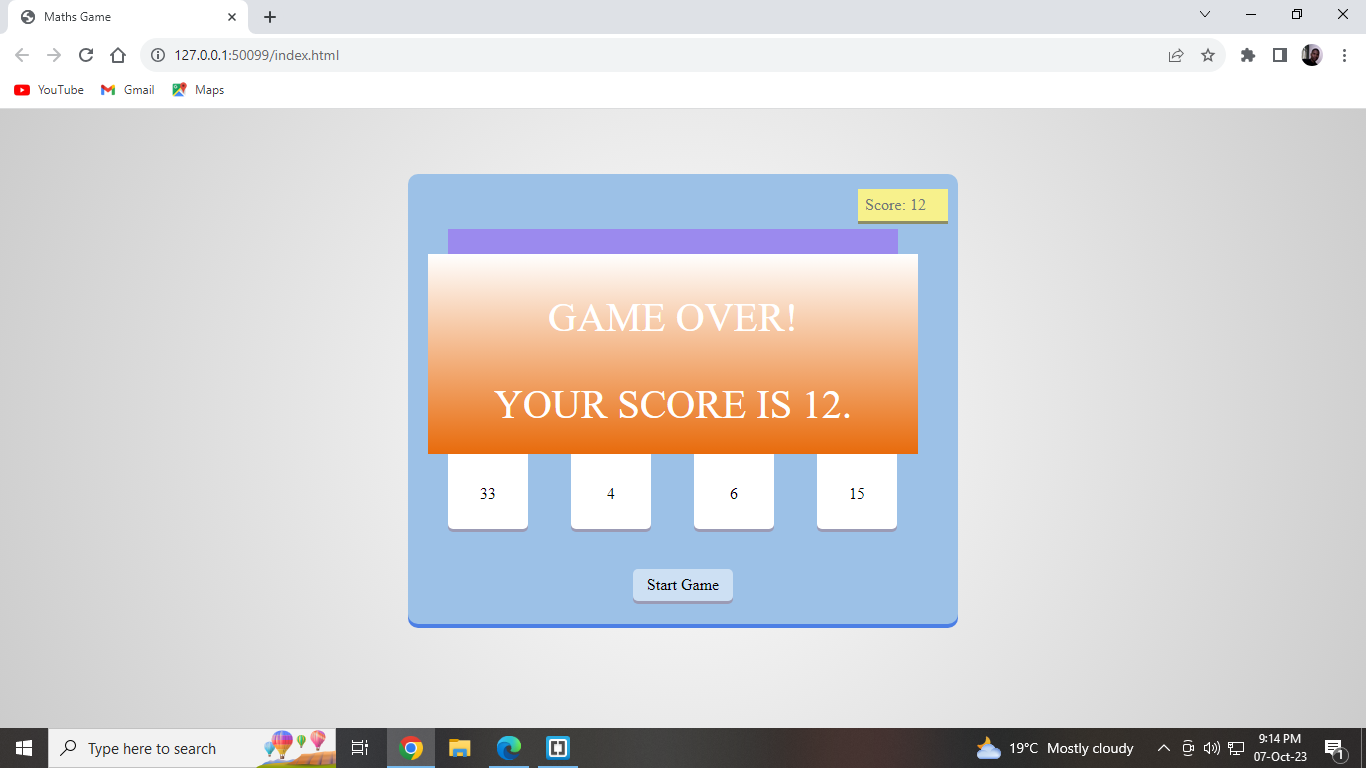 Maths Game
127.0.0.1:50099/index.html
YouTube Gmail Maps
Score: 12
GAME OVER!
YOUR SCORE IS 12.
33 4 6 15
Start Game
Type here to search
19°C Mostly cloudy
9:14 PM
07-Oct-23
1